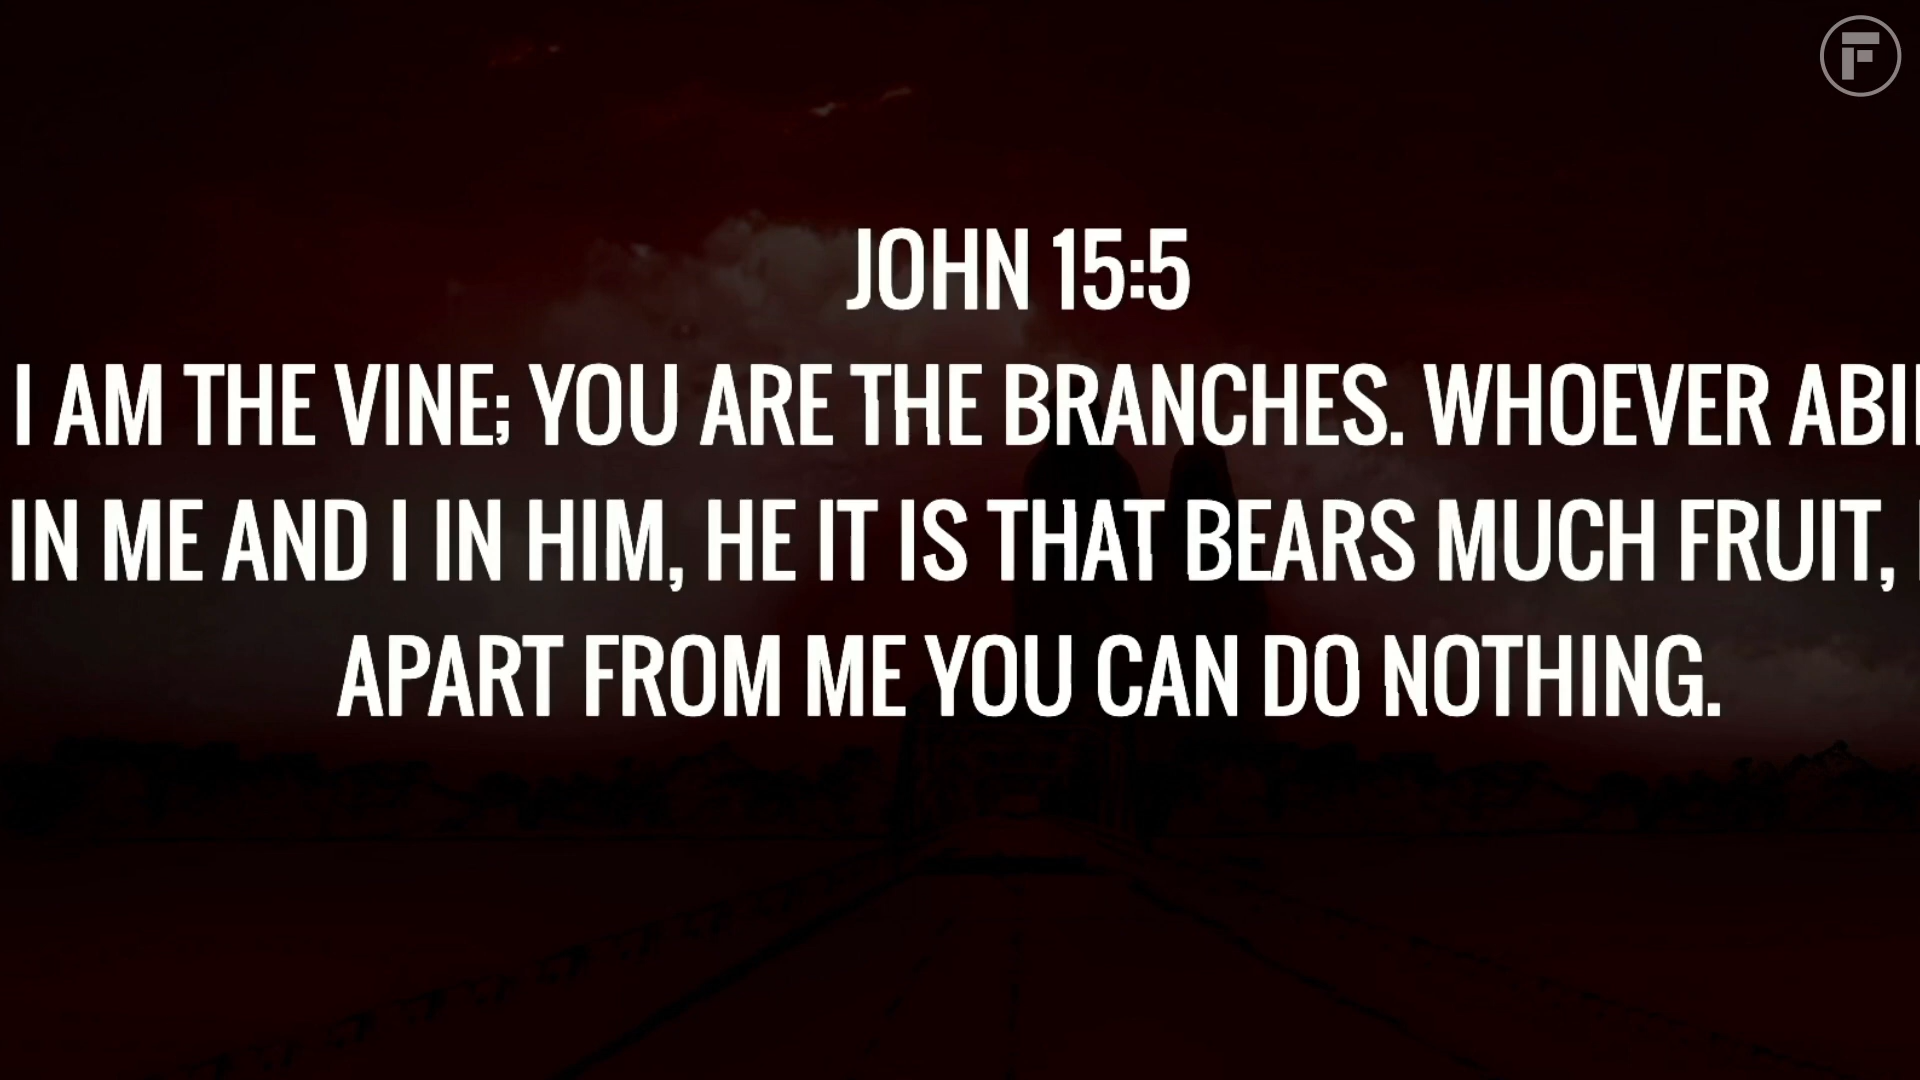 F
JOHN 15:5
I AM THE VINE; YOU ARE THE BRANCHES. WHOEVER
IN ME AND I IN HIM, HE IT IS THAT BEARS MUCH FRUIT,
APART FROM ME YOU CAN DO NOTHING.